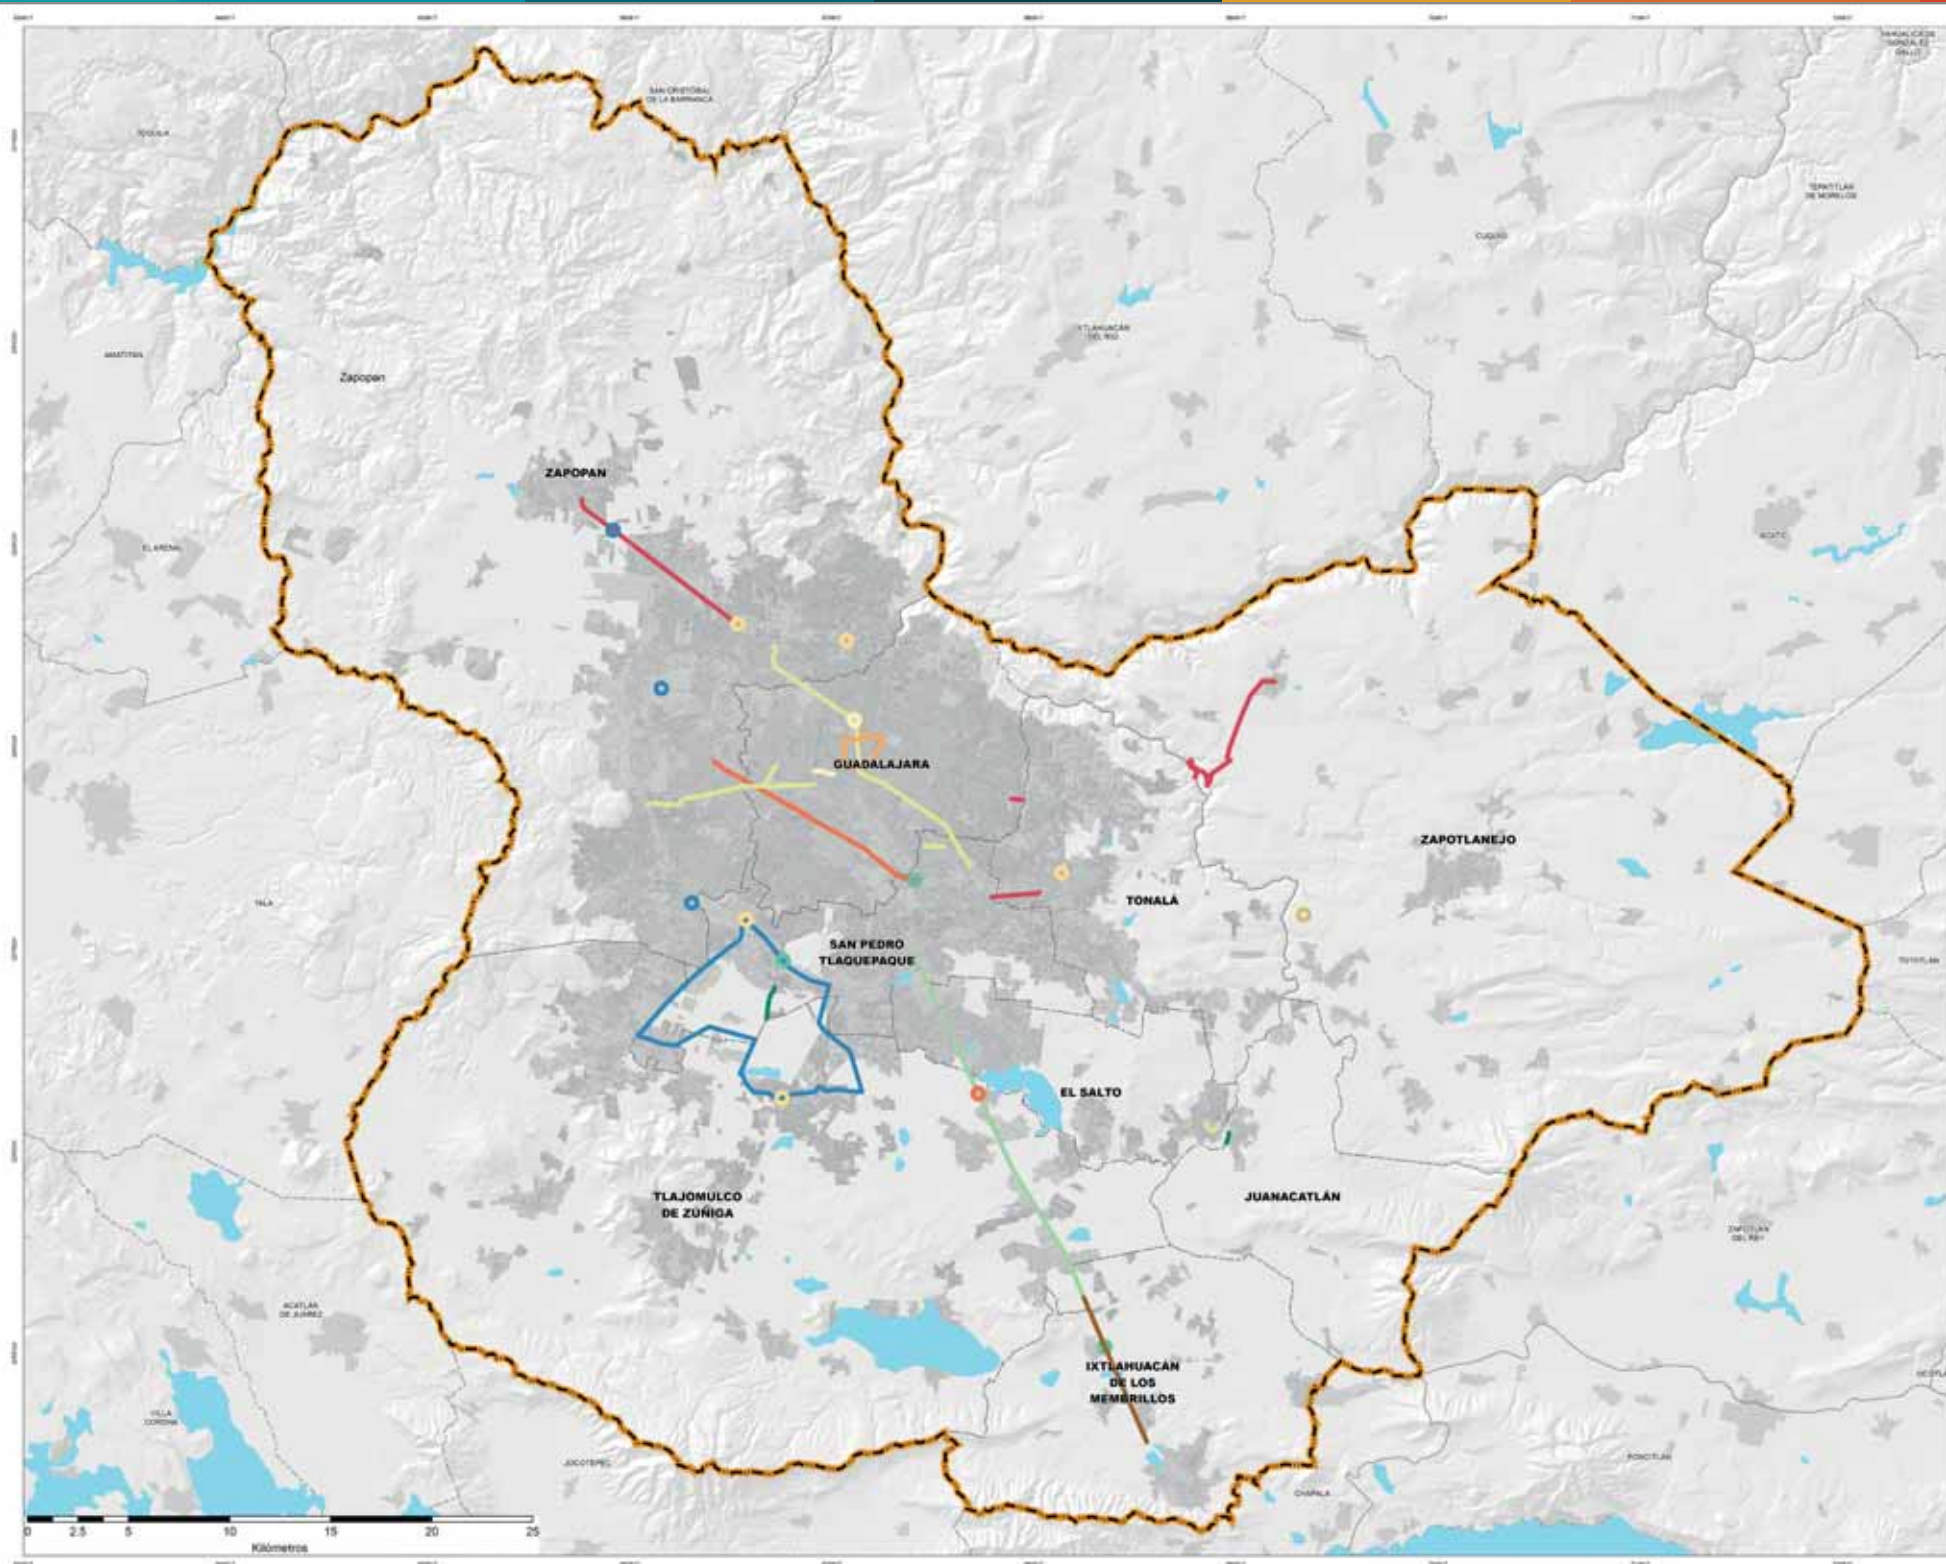 SAN CRISTÓBAL
DE LA BARRANCA
TEPATITLÁN
DE MORELOS
CUQUÍO
IXTLAHUACÁN
DEL RÍO
AMATITÁN
Zapopan
ZAPOPAN
EL ARENAL
ACATIC
GUADALAJARA
ZAPOTLANEJO
TALA
TONALÁ
SAN PEDRO
TLAQUEPAQUE
TOTOTLÁN
EL SALTO
TLAJOMULCO
DE ZÚÑIGA
JUANACATLÁN
ZAPOTLÁN
DEL REY
ACATLÁN
DE JUÁREZ
IXTLAHUACÁN
DE LOS
MEMBRILLOS
VILLA
CORONA
JOCOTEPEC
PONCITLÁN
CHAPALA
0 2.5 5 10 15 20 25
Kilómetros